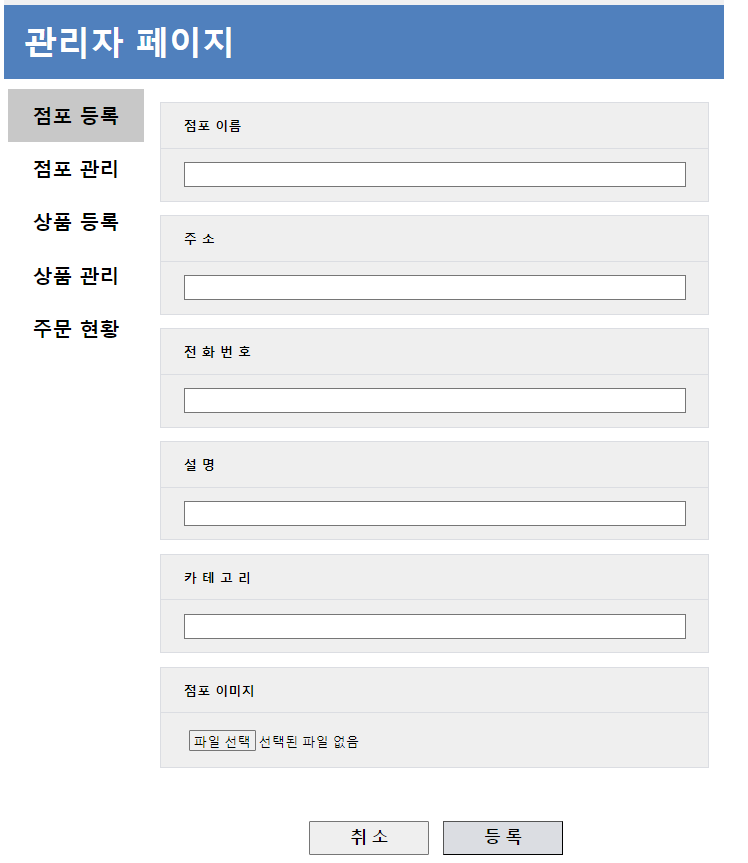 관리자 페이지
점포 등록
점포 관리
상품 등록
상품 관리
주문 현황
점포 이름
주 소
전 화 번 호
설 명
카 테 고 리
점포 이미지
파일 선택 선택된 파일 없음
취 소
등 록